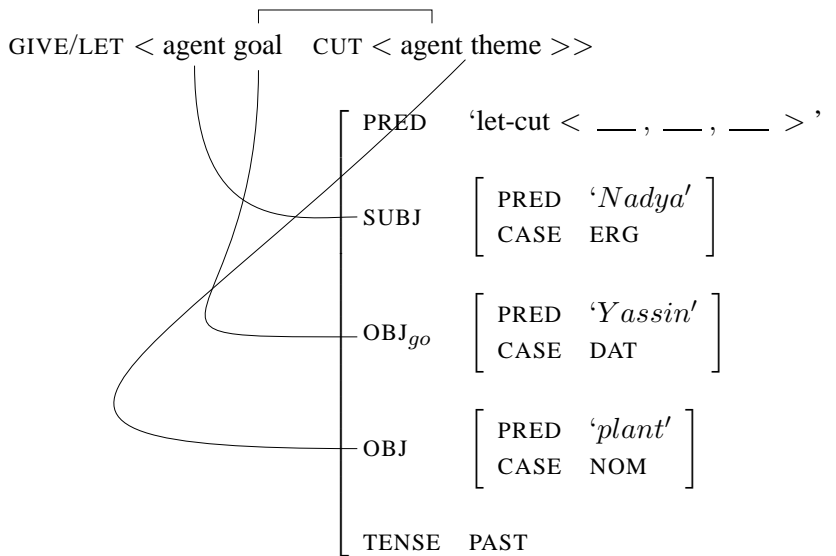 GIVE/LET < agent goal CUT < agent theme >>
PRED ‘let-cut < __ , __ , __ > ’
SUBJ
PRED ‘Nadya′
CASE ERG
OBJgo
PRED ‘Yassin′
CASE DAT
OBJ
PRED ‘plant′
CASE NOM
TENSE PAST